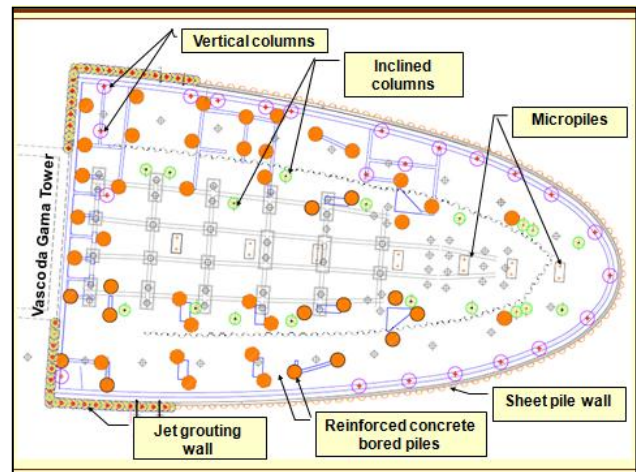 Vertical columns
Inclined
columns
Micropiles
Vasco da Gama Tower
Sheet pile wall
Reinforced concrete
bored piles
Jet grouting
wall